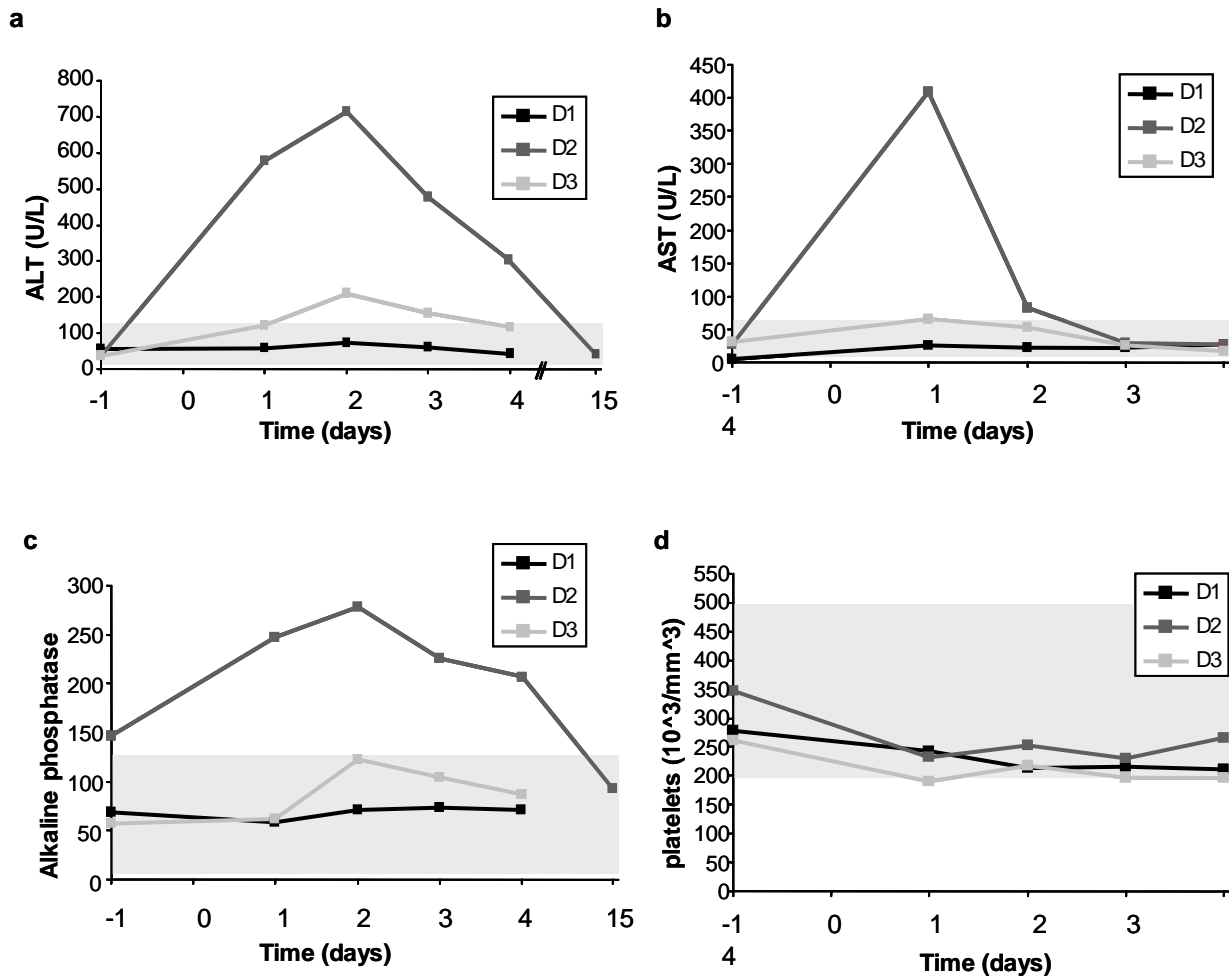 a
800
700
600
500
400
300
200
100
0
ALT (U/L)
D1
D2
D3
-1 0 1 2 3 4 15
Time (days)
b
450
400
350
300
250
200
150
100
50
0
AST (U/L)
D1
D2
D3
-1 0 1 2 3
4
Time (days)
c
300
250
200
150
100
50
0
Alkaline phosphatase
D1
D2
D3
-1 0 1 2 3 4 15
Time (days)
d
550
500
450
400
350
300
250
200
150
100
50
0
platelets (10^3/mm^3)
D1
D2
D3
-1 0 1 2 3
4
Time (days)